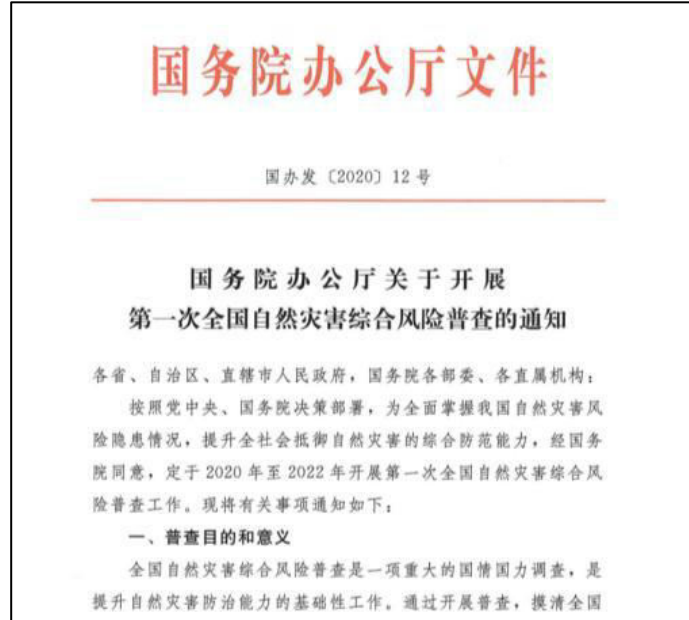 国务院办公厅文件
国办发〔2020〕12号
国务院办公厅关于开展
第一次全国自然灾害综合风险普查的通知
各省、自治区、直辖市人民政府，国务院各部委、各直属机构：
按照党中央、国务院决策部署，为全面掌握我国自然灾害风
险隐患情况，提升全社会抵御自然灾害的综合防范能力，经国务
院同意，定于2020年至2022年开展第一次全国自然灾害综合风
险普查工作。现将有关事项通知如下：
一、普查目的和意义
全国自然灾害综合风险普查是一项重大的国情国力调查，是
提升自然灾害防治能力的基础性工作。通过开展普查，摸清全国